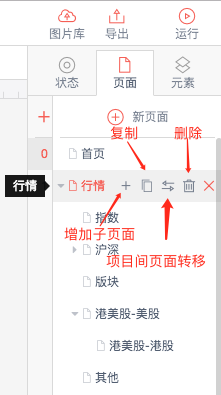 图片库 导出 运行
状态 页面 元素
新页面
复制 删除
0 首页
行情 行情
指数
增加子页面
沪深
项目间页面转移
版块
港美股-美股
港美股-港股
其他